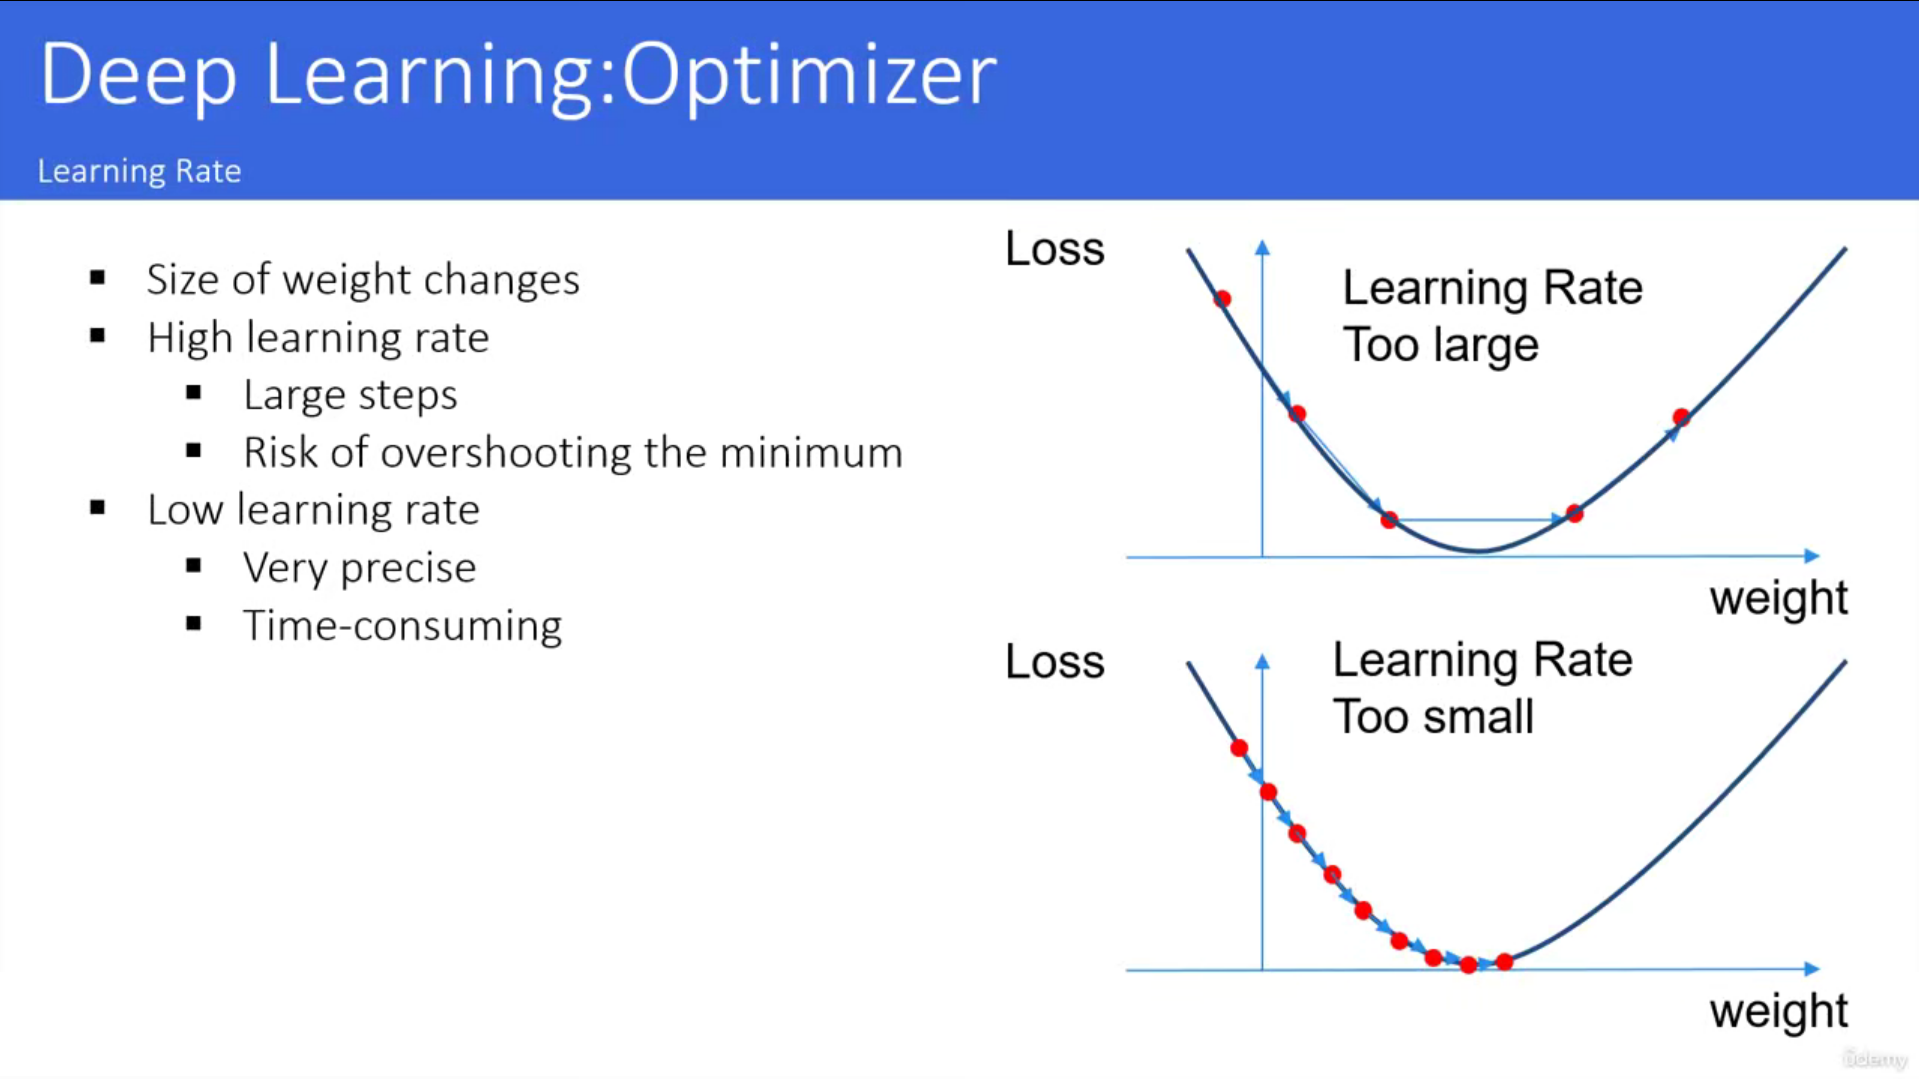 Deep Learning:Optimizer
Learning Rate
Size of weight changes
High learning rate
Large steps
Risk of overshooting the minimum
Low learning rate
Very precise
Time-consuming
Loss
Learning Rate
Too large
weight
Loss
Learning Rate
Too small
weight
ûdemy